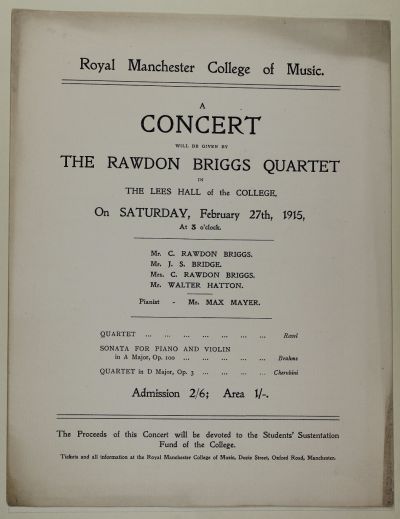 Royal Manchester College of Music.
A
CONCERT
WILL BE GIVEN BY
THE RAWDON BRIGGS QUARTET
IN
THE LEES HALL of the COLLEGE,
On SATURDAY, February 27th, 1915,
At 3 o'clock.
Mr. C. RAWDON BRIGGS.
Mr. J. S. BRIDGE.
Mrs. C. RAWDON BRIGGS.
Mr. WALTER HATTON.
Pianist - Mr. MAX MAYER.
QUARTET ... ... ... ... ... ... ... Ravel
SONATA FOR PIANO AND VIOLIN
in A Major, Op. 100 ... ... ... ... ... Brahms
QUARTET in D Major, Op. 3 ... ... ... ... Cherubini
Admission 2/6; Area 1/-.
The Proceeds of this Concert will be devoted to the Students' Sustentation
Fund of the College.
Tickets and all information at the Royal Manchester College of Music, Ducie Street, Oxford Road, Manchester.